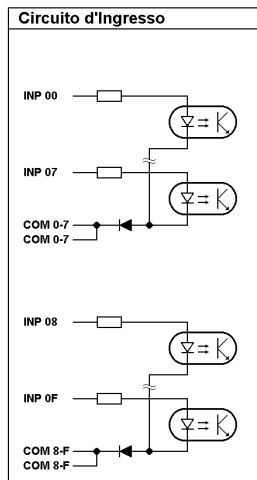 Circuito d'Ingresso
INP 00
INP 07
COM 0-7
COM 0-7
INP 08
INP 0F
COM 8-F
COM 8-F